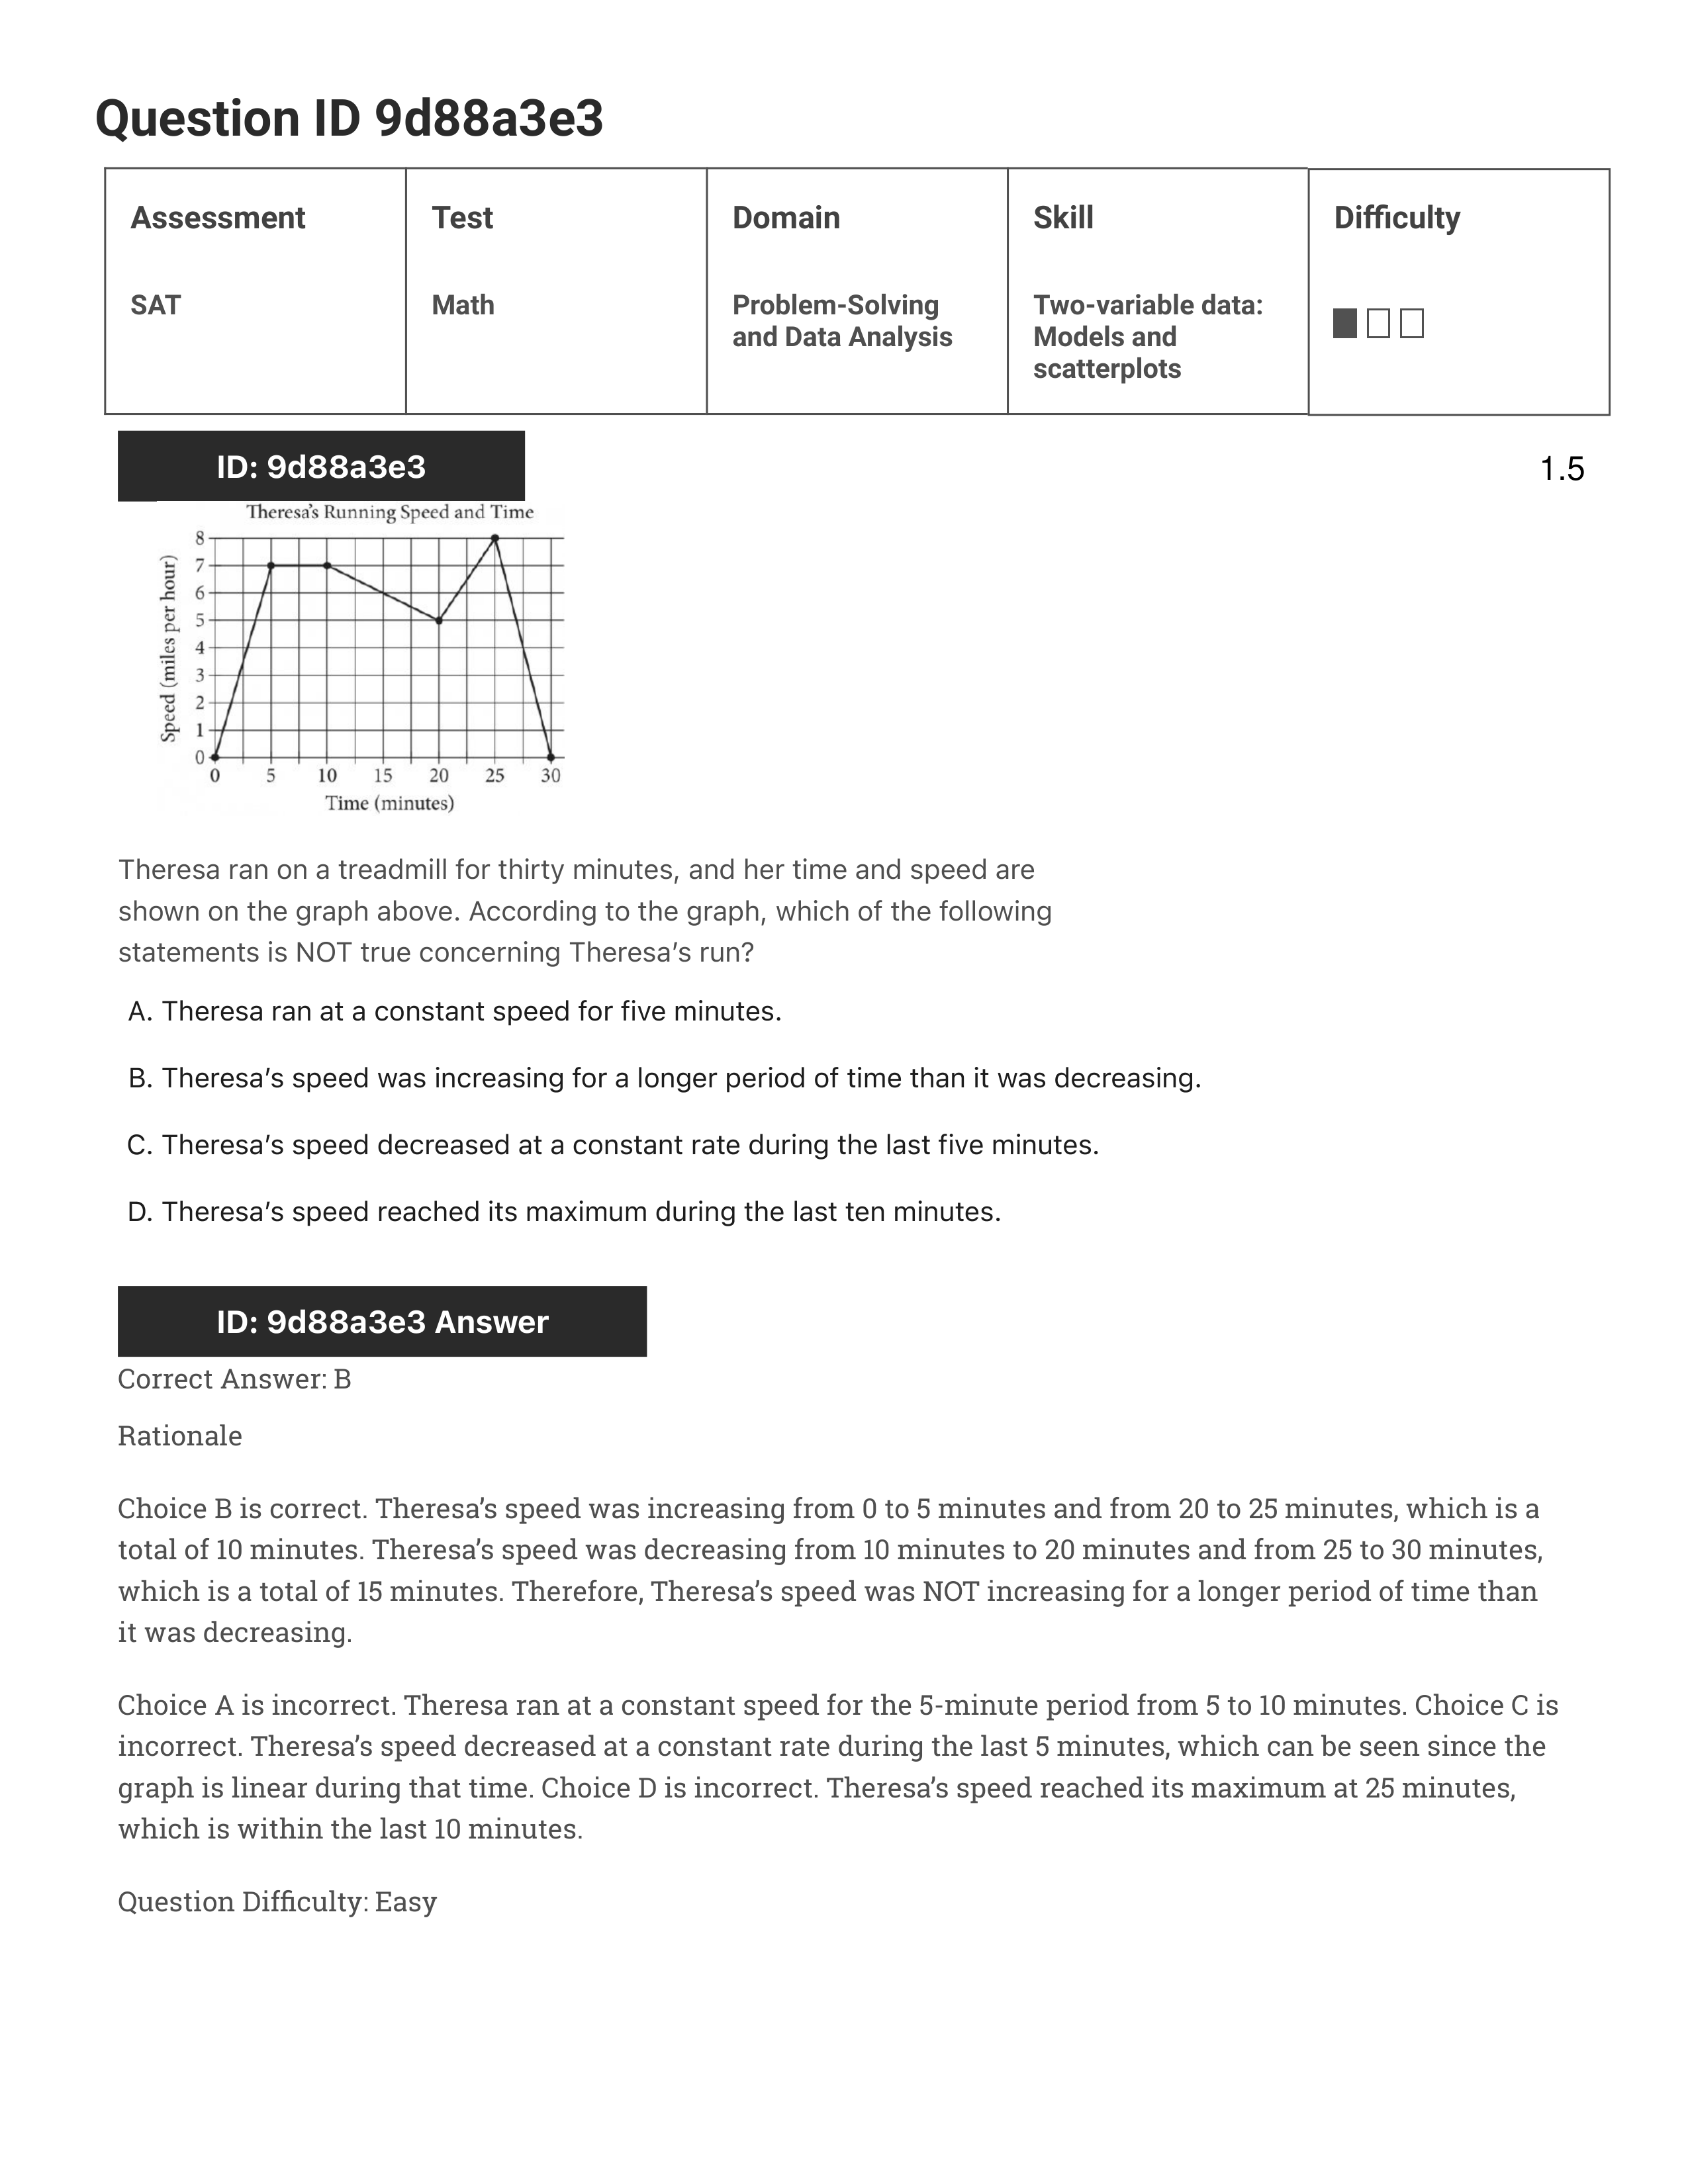 Question ID 9d88a3e3
Assessment
Test
Domain
Skill
Difficulty
SAT
Math
Problem-Solving
and Data Analysis
Two-variable data:
Models and
scatterplots
ID: 9d88a3e3
1.5
Theresa's Running Speed and Time
Speed (miles per hour)
8
7
6
5
4
3
2
1
0
0 5 10 15 20 25 30
Time (minutes)
Theresa ran on a treadmill for thirty minutes, and her time and speed are
shown on the graph above. According to the graph, which of the following
statements is NOT true concerning Theresa’s run?
A. Theresa ran at a constant speed for five minutes.
B. Theresa’s speed was increasing for a longer period of time than it was decreasing.
C. Theresa’s speed decreased at a constant rate during the last five minutes.
D. Theresa’s speed reached its maximum during the last ten minutes.
ID: 9d88a3e3 Answer
Correct Answer: B
Rationale
Choice B is correct. Theresa’s speed was increasing from 0 to 5 minutes and from 20 to 25 minutes, which is a
total of 10 minutes. Theresa’s speed was decreasing from 10 minutes to 20 minutes and from 25 to 30 minutes,
which is a total of 15 minutes. Therefore, Theresa’s speed was NOT increasing for a longer period of time than
it was decreasing.
Choice A is incorrect. Theresa ran at a constant speed for the 5-minute period from 5 to 10 minutes. Choice C is
incorrect. Theresa’s speed decreased at a constant rate during the last 5 minutes, which can be seen since the
graph is linear during that time. Choice D is incorrect. Theresa’s speed reached its maximum at 25 minutes,
which is within the last 10 minutes.
Question Difficulty: Easy